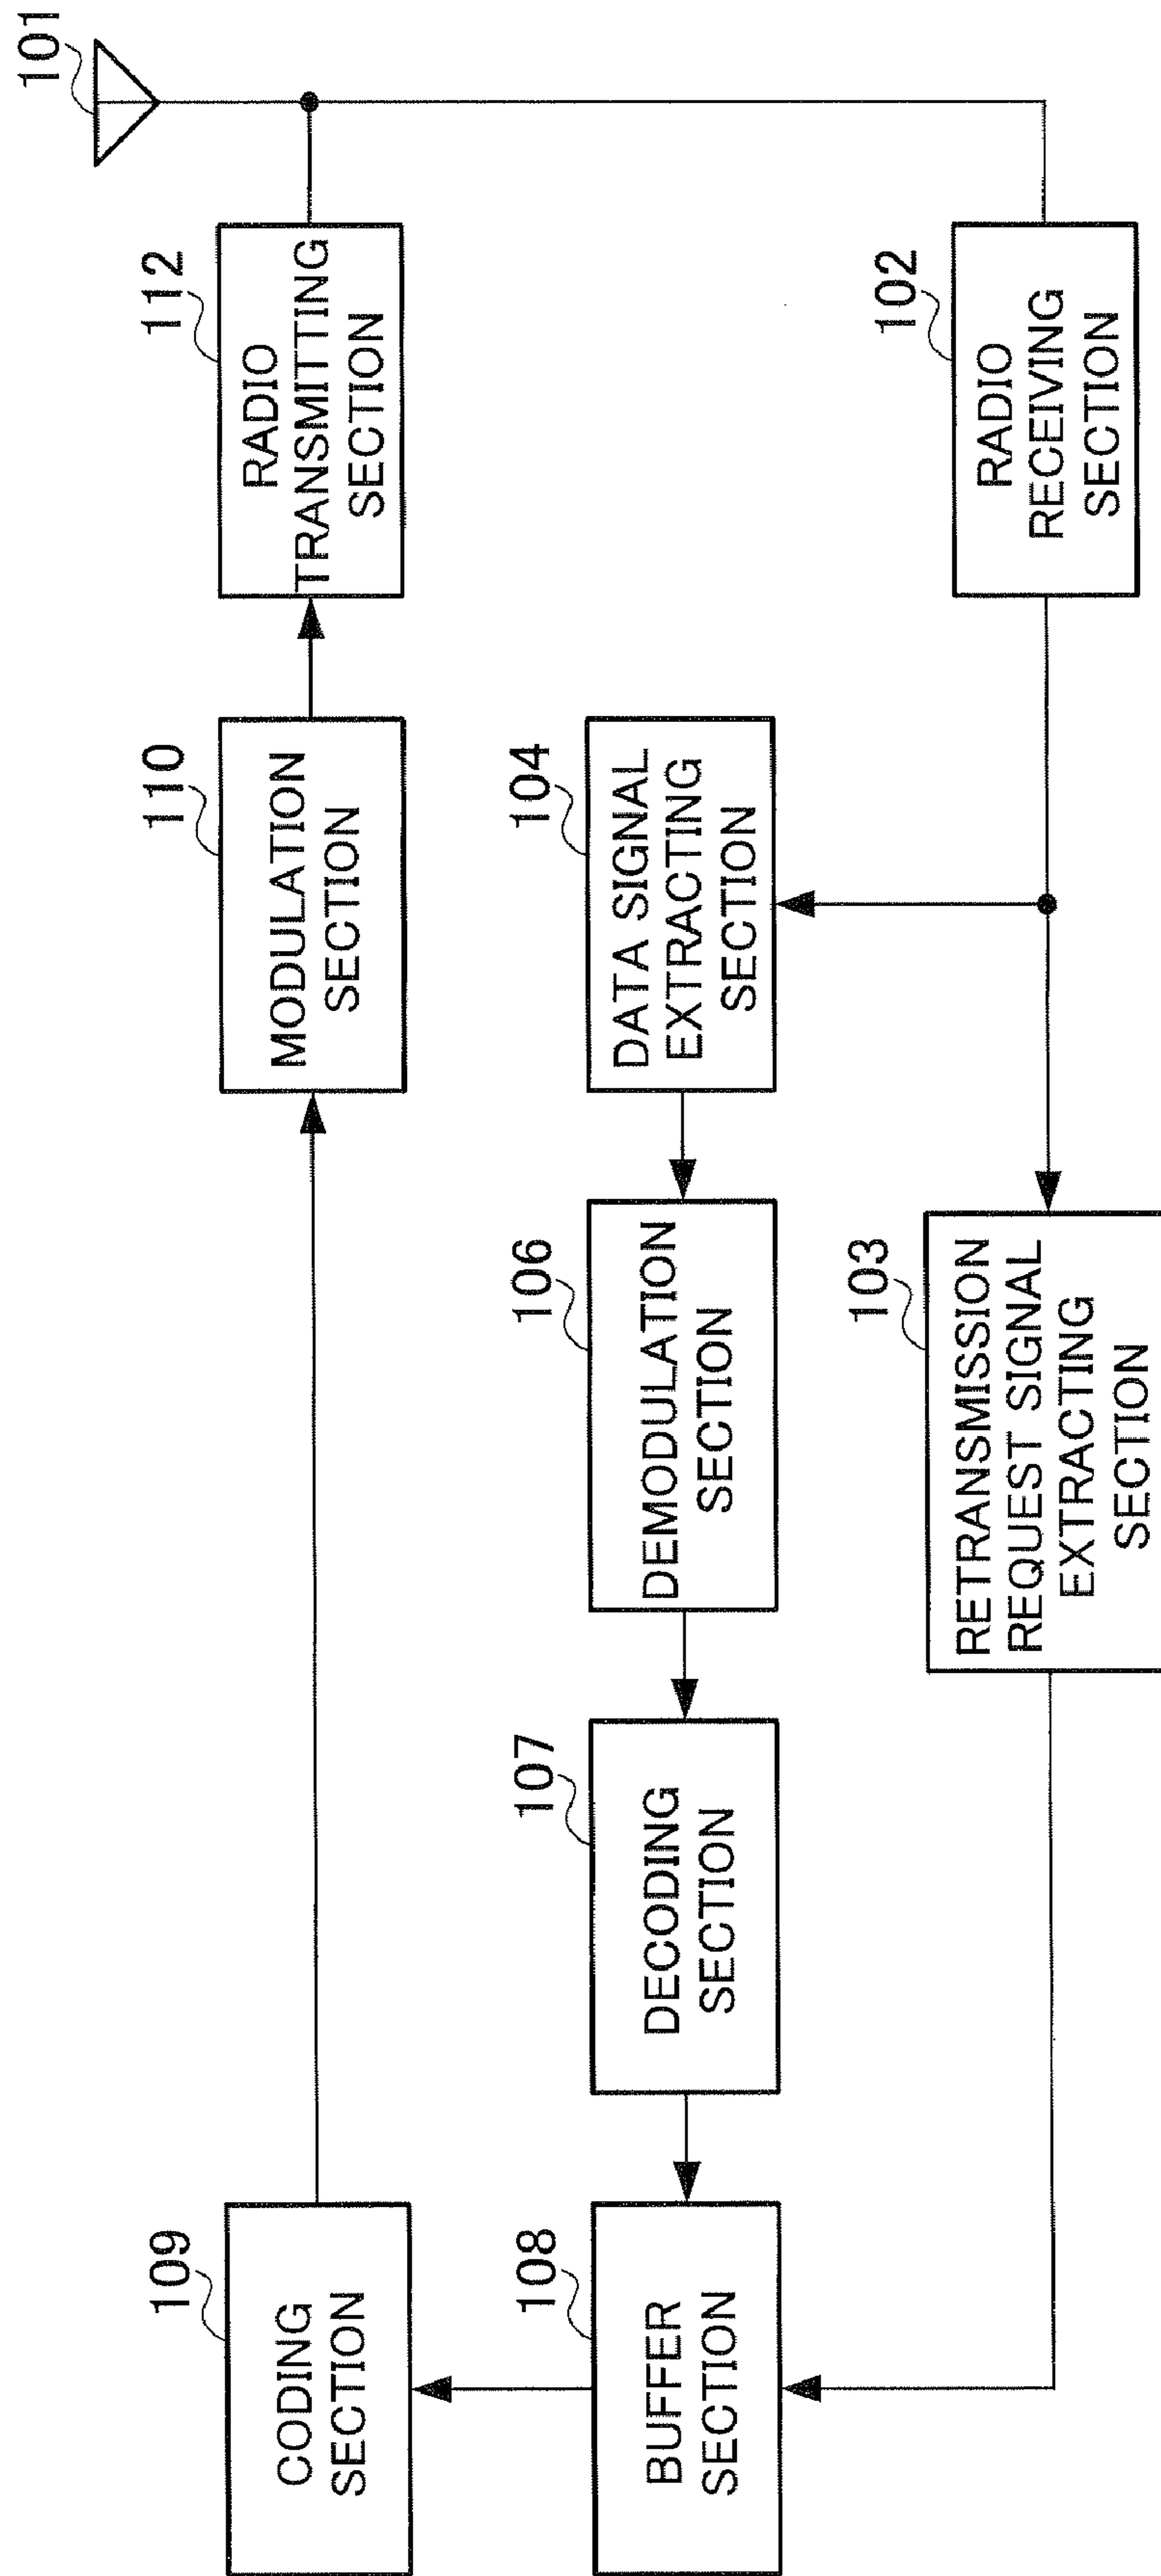 101
112
RADIO
TRANSMITTING
SECTION
110
MODULATION
SECTION
109
CODING
SECTION
104
DATA SIGNAL
EXTRACTING
SECTION
106
DEMODULATION
SECTION
107
DECODING
SECTION
108
BUFFER
SECTION
102
RADIO
RECEIVING
SECTION
103
RETRANSMISSION
REQUEST SIGNAL
EXTRACTING
SECTION